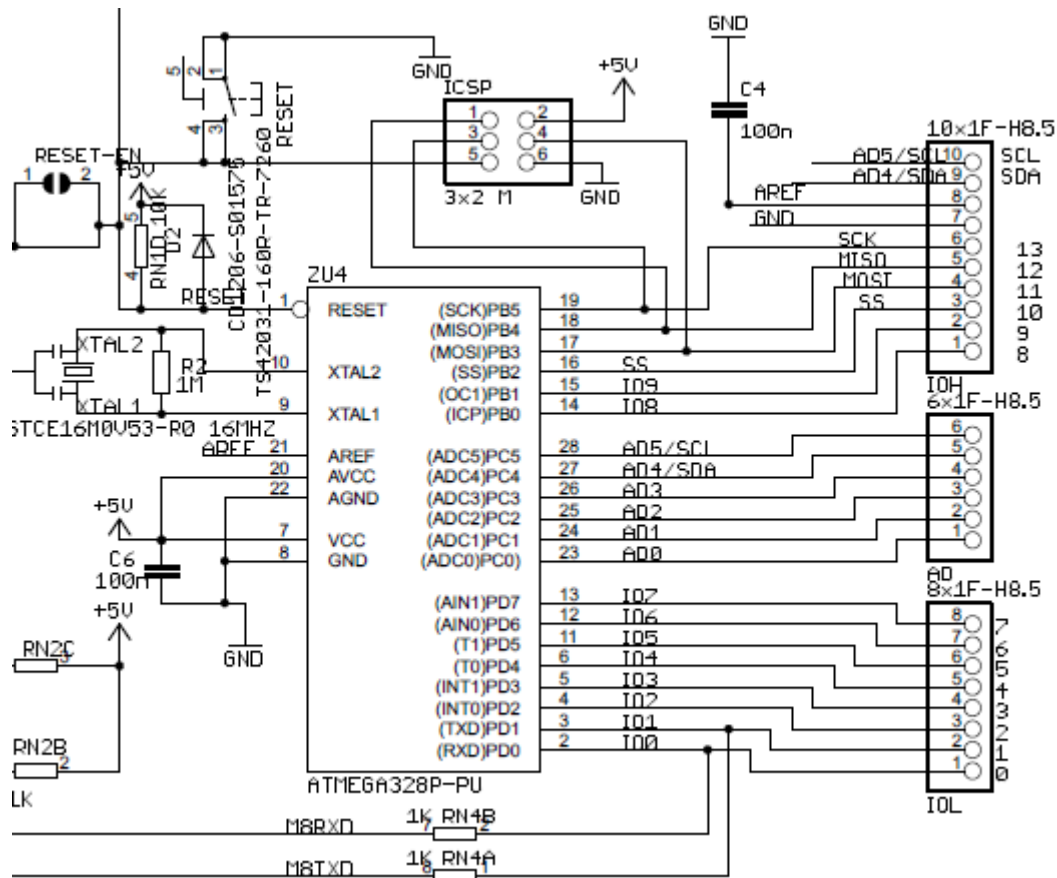 GND
+5V
C4
100n
GND
ICSP
1 2
3 4
5 6
3x2 M
GND
5 2 1
4 3
RESET
TS42031-160R-TR-7260
CD1206-S01575
D2
RESET-EN
1 2
+5V
RN1D 10K
5
4
RESET
10x1F-H8.5
AD5/SCL 10 SCL
AD4/SDA 9 SDA
AREF 8
GND 7
SCK 6 13
MISO 5 12
MOSI 4 11
SS 3 10
2 9
1 8
IOH
ZU4
1 RESET (SCK)PB5 19
(MISO)PB4 18
(MOSI)PB3 17
10 XTAL2 (SS)PB2 16 SS
(OC1)PB1 15 IO9
9 XTAL1 (ICP)PB0 14 IO8
XTAL2
R2
1M
XTAL1
STCE16M0V53-R0 16MHZ
AREF 21 AREF (ADC5)PC5 28 AD5/SCL
20 AVCC (ADC4)PC4 27 AD4/SDA
22 AGND (ADC3)PC3 26 AD3
(ADC2)PC2 25 AD2
7 VCC (ADC1)PC1 24 AD1
8 GND (ADC0)PC0) 23 AD0
6x1F-H8.5
6
5
4
3
2
1
AD
+5V
C6
100n
+5V
GND
(AIN1)PD7 13 IO7
(AIN0)PD6 12 IO6
(T1)PD5 11 IO5
(T0)PD4 6 IO4
(INT1)PD3 5 IO3
(INT0)PD2 4 IO2
(TXD)PD1 3 IO1
(RXD)PD0 2 IO0
ATMEGA328P-PU
8x1F-H8.5
8 7
7 6
6 5
5 4
4 3
3 2
2 1
1 0
IOL
RN2C
3
RN2B
2
LK
M8RXD 1K RN4B
7 2
M8TXD 1K RN4A
8 1